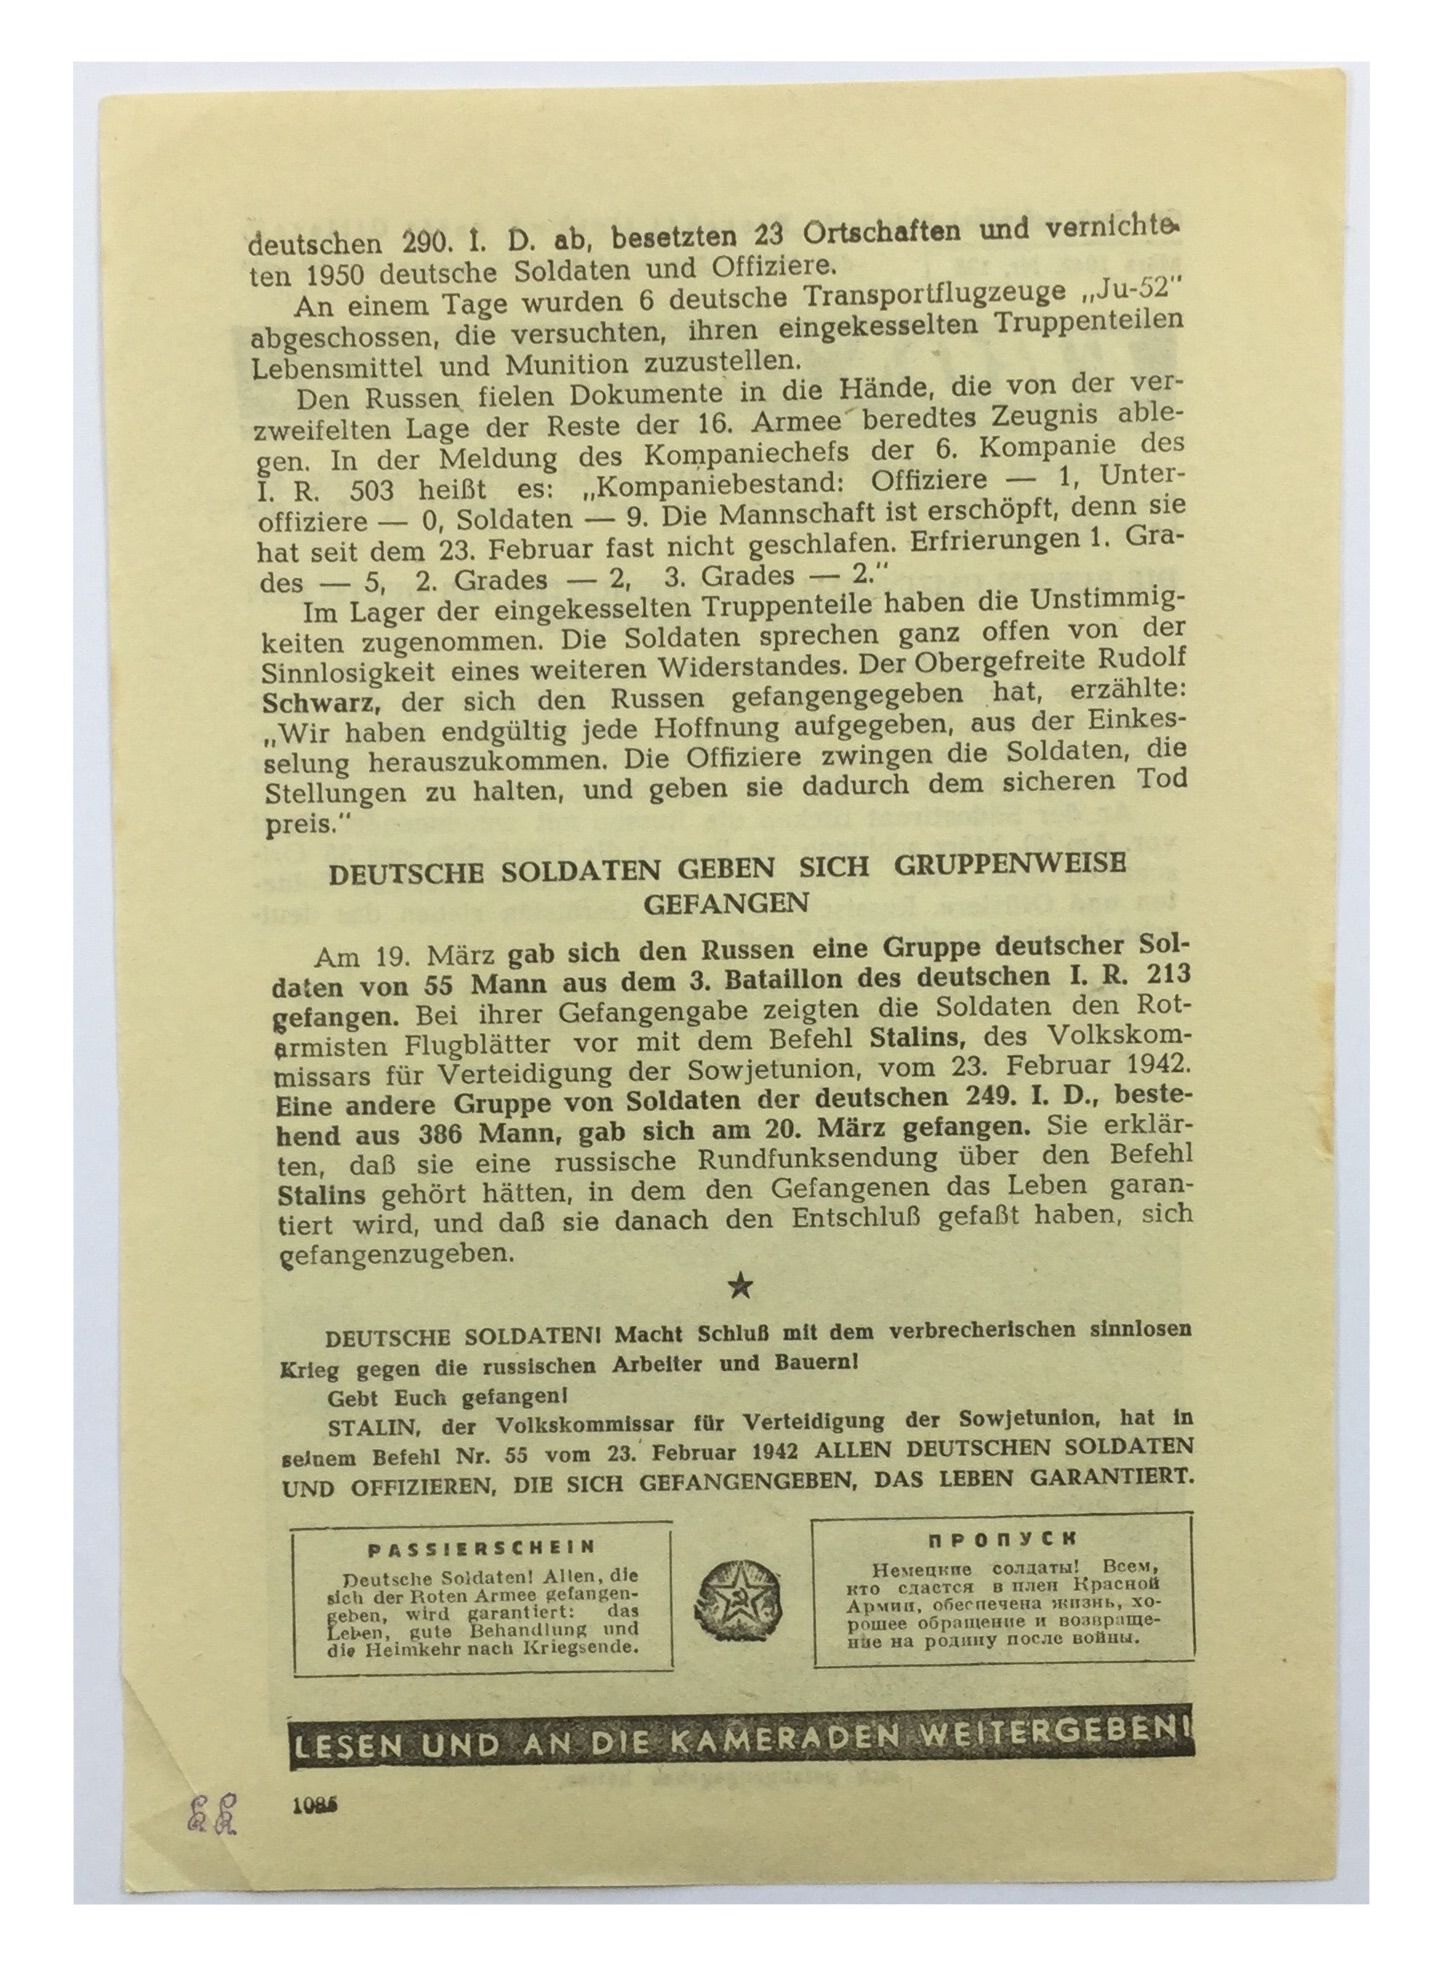 deutschen 290. I. D. ab, besetzten 23 Ortschaften und vernichte-
ten 1950 deutsche Soldaten und Offiziere.
An einem Tage wurden 6 deutsche Transportflugzeuge „Ju-52"
abgeschossen, die versuchten, ihren eingekesselten Truppenteilen
Lebensmittel und Munition zuzustellen.
Den Russen fielen Dokumente in die Hände, die von der ver-
zweifelten Lage der Reste der 16. Armee beredtes Zeugnis able-
gen. In der Meldung des Kompaniechefs der 6. Kompanie des
I. R. 503 heißt es: „Kompaniebestand: Offiziere — 1, Unter-
offiziere — 0, Soldaten — 9. Die Mannschaft ist erschöpft, denn sie
hat seit dem 23. Februar fast nicht geschlafen. Erfrierungen 1. Gra-
des — 5, 2. Grades — 2, 3. Grades — 2."
Im Lager der eingekesselten Truppenteile haben die Unstimmig-
keiten zugenommen. Die Soldaten sprechen ganz offen von der
Sinnlosigkeit eines weiteren Widerstandes. Der Obergefreite Rudolf
Schwarz, der sich den Russen gefangengegeben hat, erzählte:
„Wir haben endgültig jede Hoffnung aufgegeben, aus der Einkes-
selung herauszukommen. Die Offiziere zwingen die Soldaten, die
Stellungen zu halten, und geben sie dadurch dem sicheren Tod
preis."
DEUTSCHE SOLDATEN GEBEN SICH GRUPPENWEISE
GEFANGEN
Am 19. März gab sich den Russen eine Gruppe deutscher Sol-
daten von 55 Mann aus dem 3. Bataillon des deutschen I. R. 213
gefangen. Bei ihrer Gefangengabe zeigten die Soldaten den Rot-
armisten Flugblätter vor mit dem Befehl Stalins, des Volkskom-
missars für Verteidigung der Sowjetunion, vom 23. Februar 1942.
Eine andere Gruppe von Soldaten der deutschen 249. I. D., beste-
hend aus 386 Mann, gab sich am 20. März gefangen. Sie erklär-
ten, daß sie eine russische Rundfunksendung über den Befehl
Stalins gehört hätten, in dem den Gefangenen das Leben garan-
tiert wird, und daß sie danach den Entschluß gefaßt haben, sich
gefangenzugeben.
DEUTSCHE SOLDATEN! Macht Schluß mit dem verbrecherischen sinnlosen
Krieg gegen die russischen Arbeiter und Bauern!
Gebt Euch gefangen!
STALIN, der Volkskommissar für Verteidigung der Sowjetunion, hat in
seinem Befehl Nr. 55 vom 23. Februar 1942 ALLEN DEUTSCHEN SOLDATEN
UND OFFIZIEREN, DIE SICH GEFANGENGEBEN, DAS LEBEN GARANTIERT.
PASSIERSCHEIN
Deutsche Soldaten! Allen, die
sich der Roten Armee gefangen-
geben, wird garantiert: das
Leben, gute Behandlung und
die Heimkehr nach Kriegsende.
ПРОПУСК
Немецкие солдаты! Всем,
кто сдастся в плен Красной
Армии, обеспечена жизнь, хо-
рошее обращение и возвраще-
ние на родину после войны.
LESEN UND AN DIE KAMERADEN WEITERGEBEN!